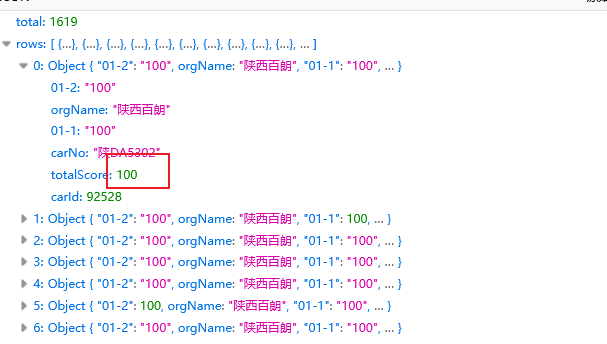 total: 1619
rows: [ {…}, {…}, {…}, {…}, {…}, {…}, {…}, {…}, {…}, {…}, … ]
0: Object { "01-2": "100", orgName: "陕西百朗", "01-1": "100", … }
01-2: "100"
orgName: "陕西百朗"
01-1: "100"
carNo: "陕DA5302"
totalScore: 100
carId: 92528
1: Object { "01-2": "100", orgName: "陕西百朗", "01-1": 100, … }
2: Object { "01-2": "100", orgName: "陕西百朗", "01-1": "100", … }
3: Object { "01-2": "100", orgName: "陕西百朗", "01-1": "100", … }
4: Object { "01-2": "100", orgName: "陕西百朗", "01-1": "100", … }
5: Object { "01-2": 100, orgName: "陕西百朗", "01-1": "100", … }
6: Object { "01-2": "100", orgName: "陕西百朗", "01-1": "100", … }